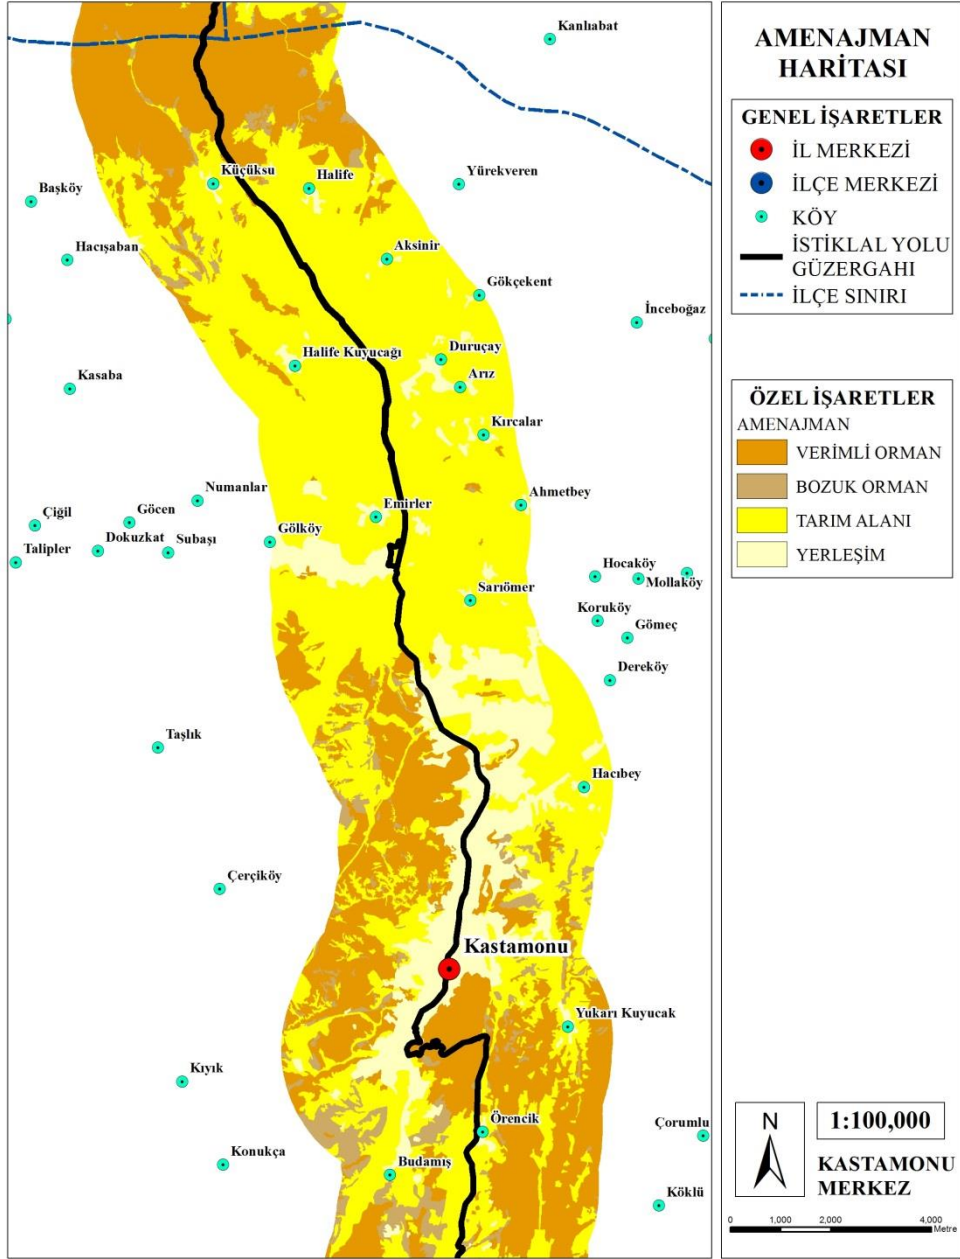 Kanlıabat
Küçüksu
Halife
Yürekveren
Başköy
Hacışaban
Aksinir
Gökçekent
İnceboğaz
Duruçay
Halife Kuyucağı
Arız
Kasaba
Kırcalar
Numanlar
Ahmetbey
Emirler
Çiğil
Göcen
Gölköy
Talipler
Dokuzkat
Subaşı
Hocaköy
Mollaköy
Sarıömer
Koruköy
Gömeç
Dereköy
Taşlık
Hacıbey
Çerçiköy
Kastamonu
Yukarı Kuyucak
Kıyık
Örencik
Çorumlu
Konukça
Budamış
Köklü
AMENAJMAN
HARİTASI
GENEL İŞARETLER
İL MERKEZİ
İLÇE MERKEZİ
KÖY
İSTİKLAL YOLU
GÜZERGAHI
İLÇE SINIRI
ÖZEL İŞARETLER
AMENAJMAN
VERİMLİ ORMAN
BOZUK ORMAN
TARIM ALANI
YERLEŞİM
N
1:100,000
KASTAMONU
MERKEZ
0 1,000 2,000 4,000
Metre